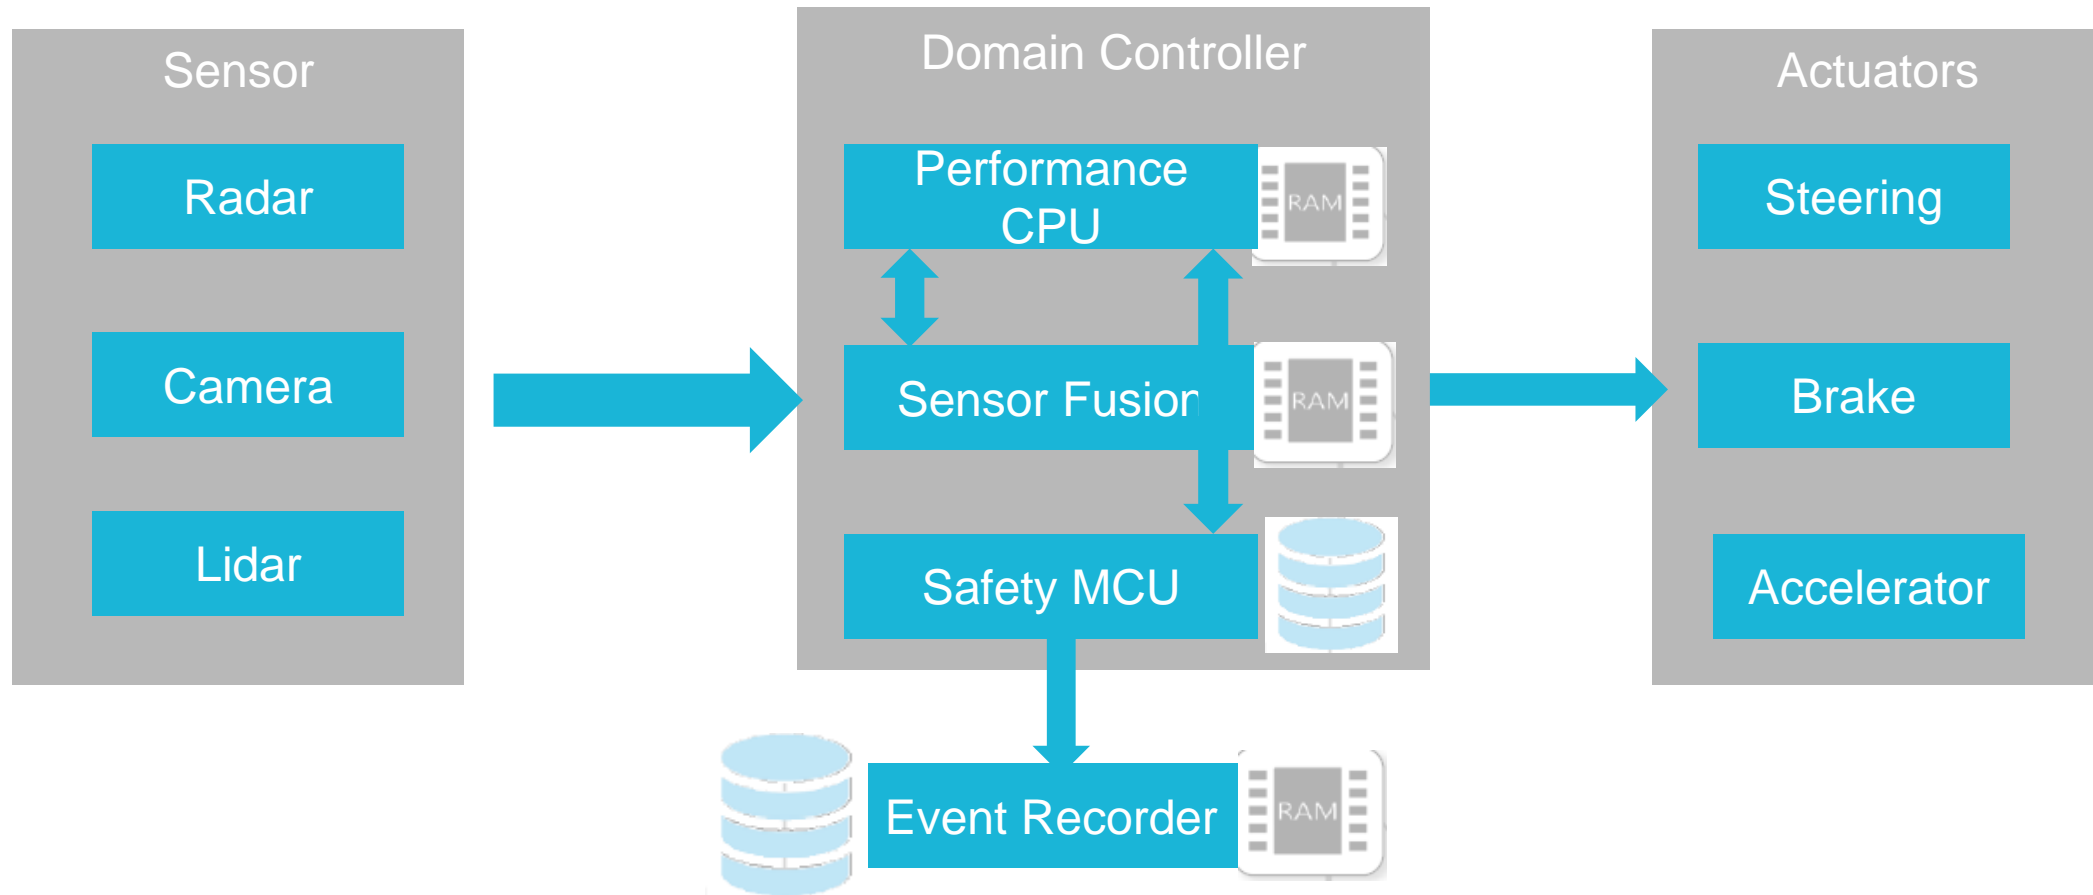 Sensor
Radar
Camera
Lidar
Domain Controller
Performance
CPU
RAM
Sensor Fusion
RAM
Safety MCU
Event Recorder
RAM
Actuators
Steering
Brake
Accelerator